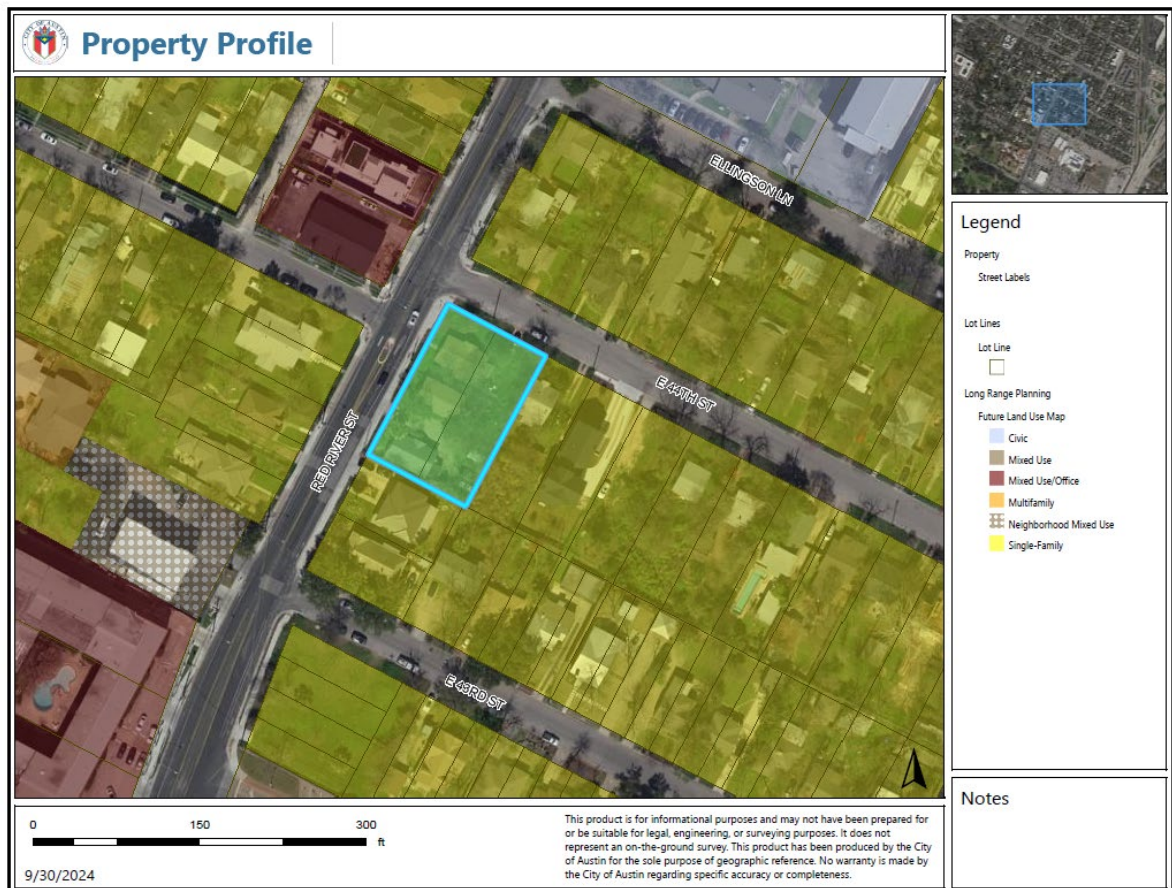 CITY OF AUSTIN
Property Profile
ELLINGSON LN
E 44TH ST
RED RIVER ST
E 43RD ST
Legend
Property
Street Labels
Lot Lines
Lot Line
Long Range Planning
Future Land Use Map
Civic
Mixed Use
Mixed Use/Office
Multifamily
Neighborhood Mixed Use
Single-Family
Notes
0 150 300
ft
9/30/2024
This product is for informational purposes and may not have been prepared for
or be suitable for legal, engineering, or surveying purposes. It does not
represent an on-the-ground survey. This product has been produced by the City
of Austin for the sole purpose of geographic reference. No warranty is made by
the City of Austin regarding specific accuracy or completeness.